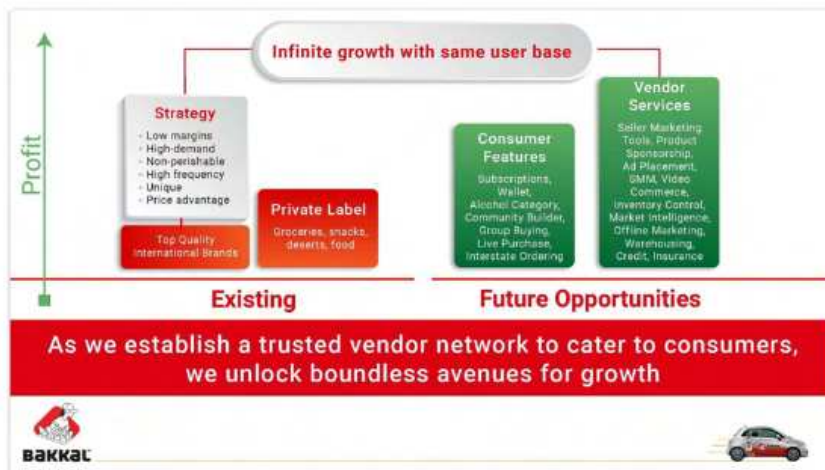 Infinite growth with same user base
Profit
Strategy
- Low margins
- High-demand
- Non-perishable
- High frequency
- Unique
- Price advantage
Top Quality
International Brands
Private Label
Groceries, snacks,
deserts, food
Consumer
Features
Subscriptions,
Wallet,
Alcohol Category,
Community Builder,
Group Buying,
Live Purchase,
Interstate Ordering
Vendor
Services
Seller Marketing
Tools, Product
Sponsorship,
Ad Placement,
SMM, Video
Commerce,
Inventory Control,
Market Intelligence,
Offline Marketing,
Warehousing,
Credit, Insurance
Existing
Future Opportunities
As we establish a trusted vendor network to cater to consumers,
we unlock boundless avenues for growth
BAKKAL